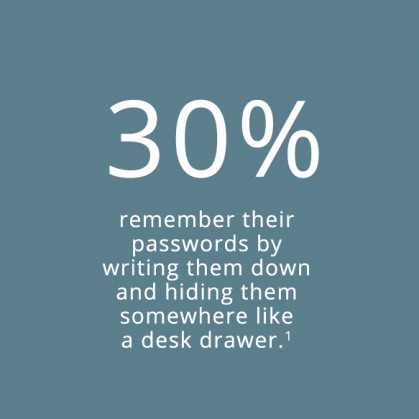 30%
remember their
passwords by
writing them down
and hiding them
somewhere like
a desk drawer.¹